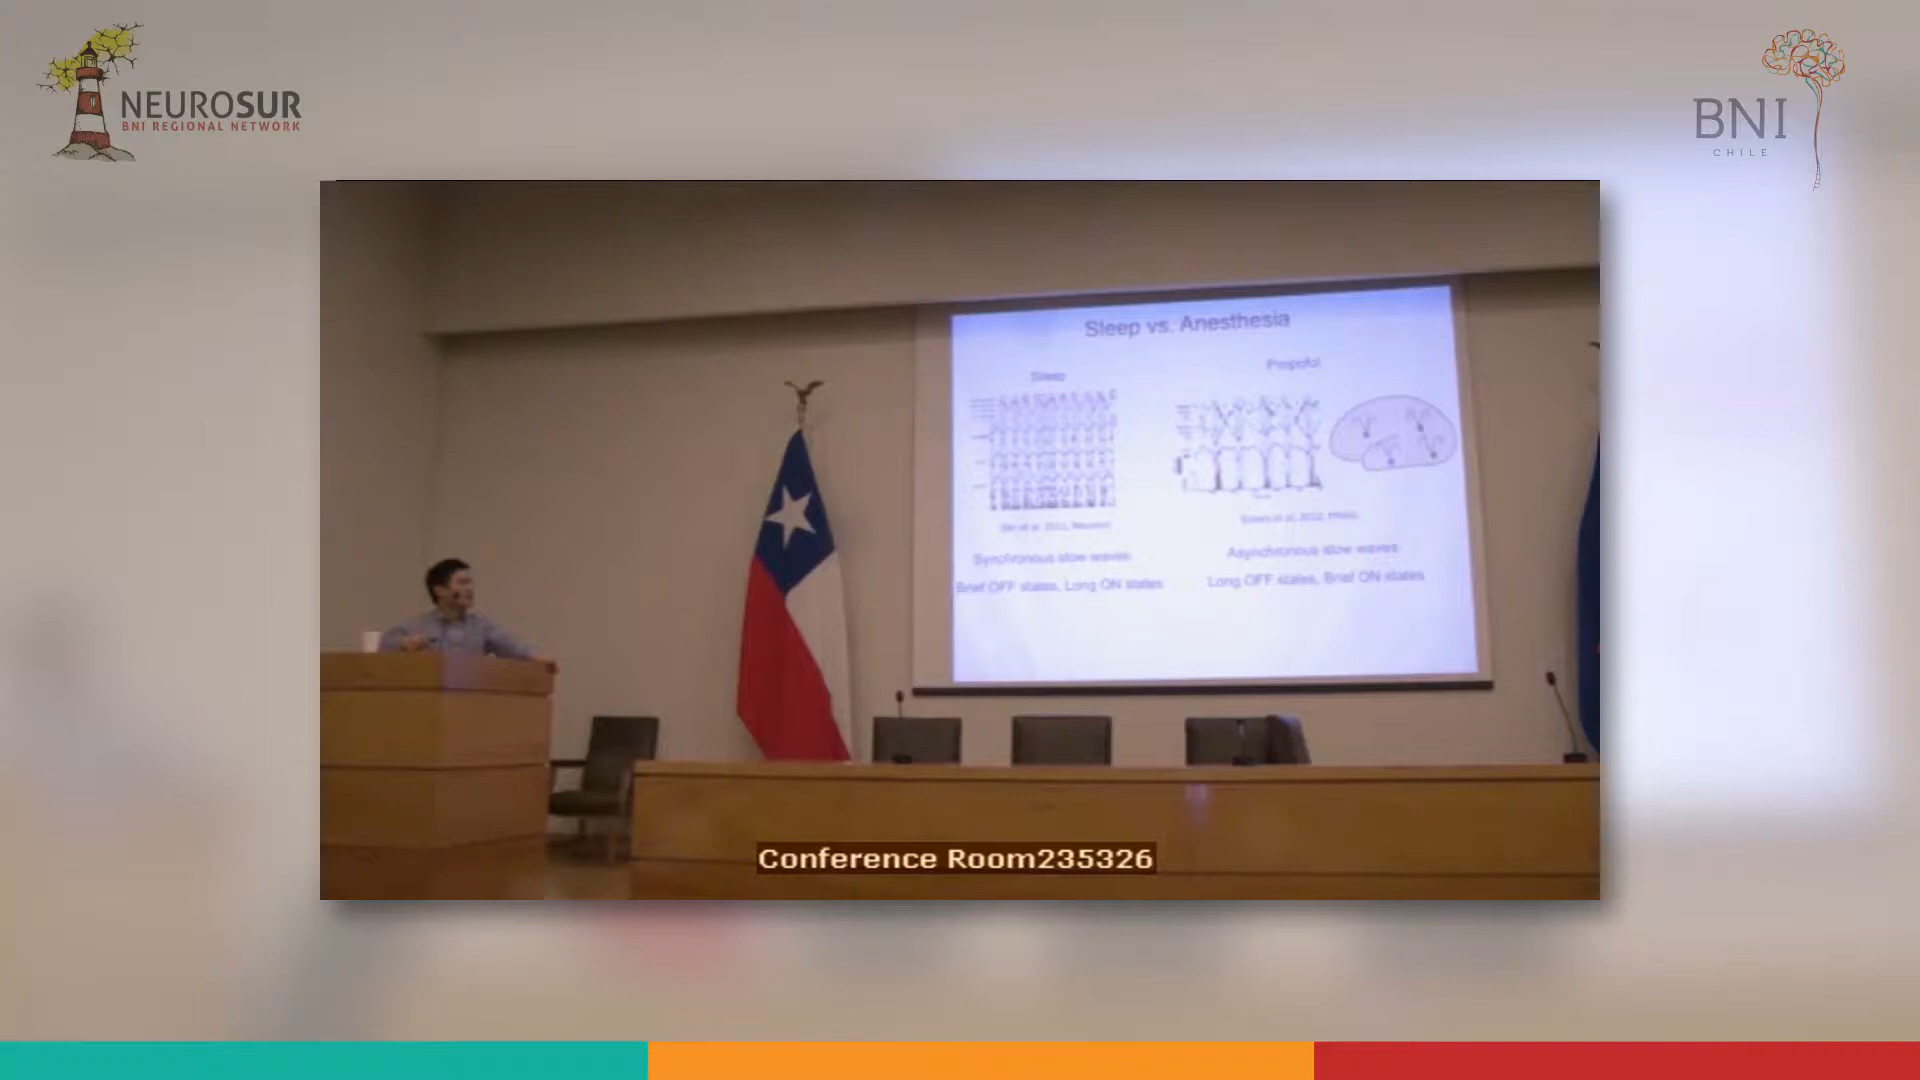 NEUROSUR
BNI REGIONAL NETWORK
BNI
CHILE
Sleep vs. Anesthesia
Sleep
Propofol
Synchronous slow waves
Asynchronous slow waves
Brief OFF states, Long ON states
Long OFF states, Brief ON states
Conference Room235326